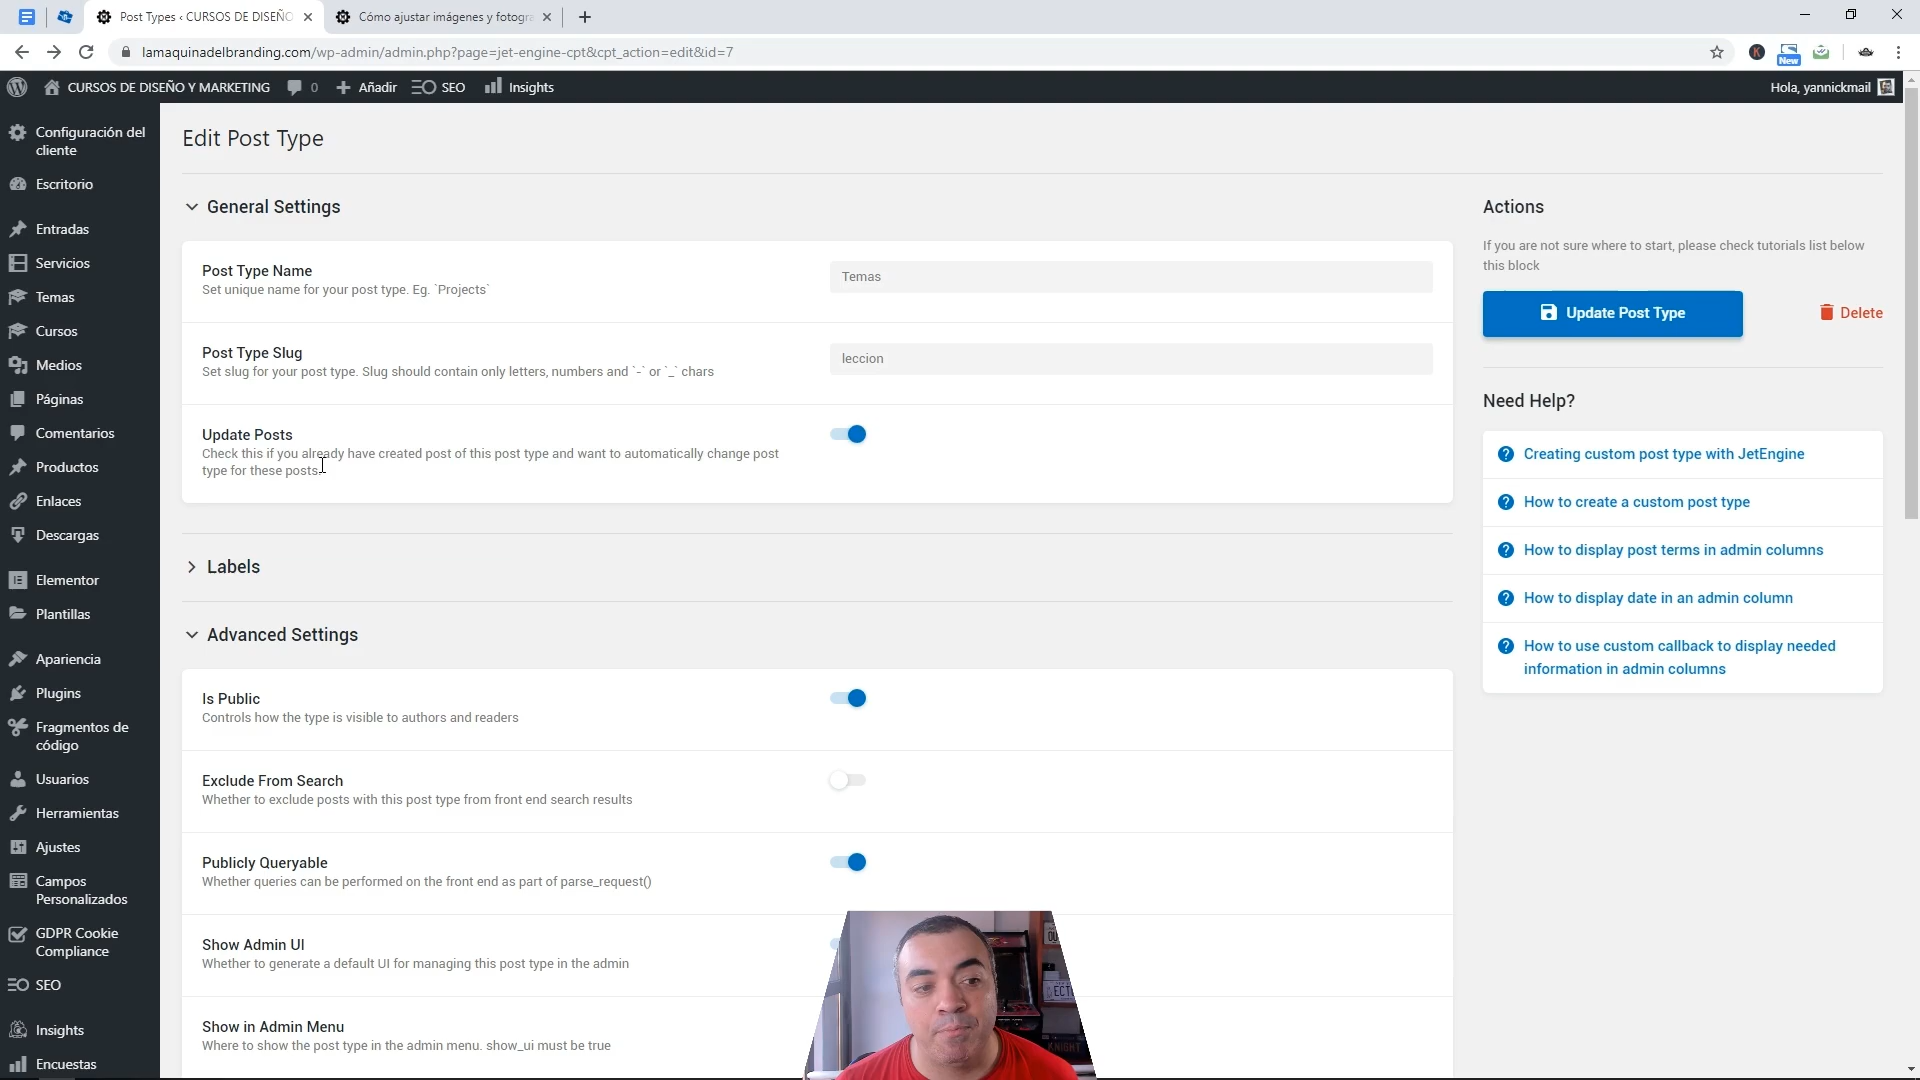 Post Types ‹ CURSOS DE DISEÑO
Cómo ajustar imágenes y fotogra
lamaquinadelbranding.com/wp-admin/admin.php?page=jet-engine-cpt&cpt_action=edit&id=7
K
New
CURSOS DE DISEÑO Y MARKETING
0
Añadir
SEO
Insights
Hola, yannickmail
Configuración del
cliente
Escritorio
Entradas
Servicios
Temas
Cursos
Medios
Páginas
Comentarios
Productos
Enlaces
Descargas
Elementor
Plantillas
Apariencia
Plugins
Fragmentos de
código
Usuarios
Herramientas
Ajustes
Campos
Personalizados
GDPR Cookie
Compliance
SEO
Insights
Encuestas
Edit Post Type
General Settings
Post Type Name
Set unique name for your post type. Eg. `Projects`
Temas
Post Type Slug
Set slug for your post type. Slug should contain only letters, numbers and `-` or `_` chars
leccion
Update Posts
Check this if you already have created post of this post type and want to automatically change post
type for these posts.
Labels
Advanced Settings
Is Public
Controls how the type is visible to authors and readers
Exclude From Search
Whether to exclude posts with this post type from front end search results
Publicly Queryable
Whether queries can be performed on the front end as part of parse_request()
Show Admin UI
Whether to generate a default UI for managing this post type in the admin
Show in Admin Menu
Where to show the post type in the admin menu. show_ui must be true
Actions
If you are not sure where to start, please check tutorials list below
this block
Update Post Type
Delete
Need Help?
Creating custom post type with JetEngine
How to create a custom post type
How to display post terms in admin columns
How to display date in an admin column
How to use custom callback to display needed
information in admin columns
KNIGHT